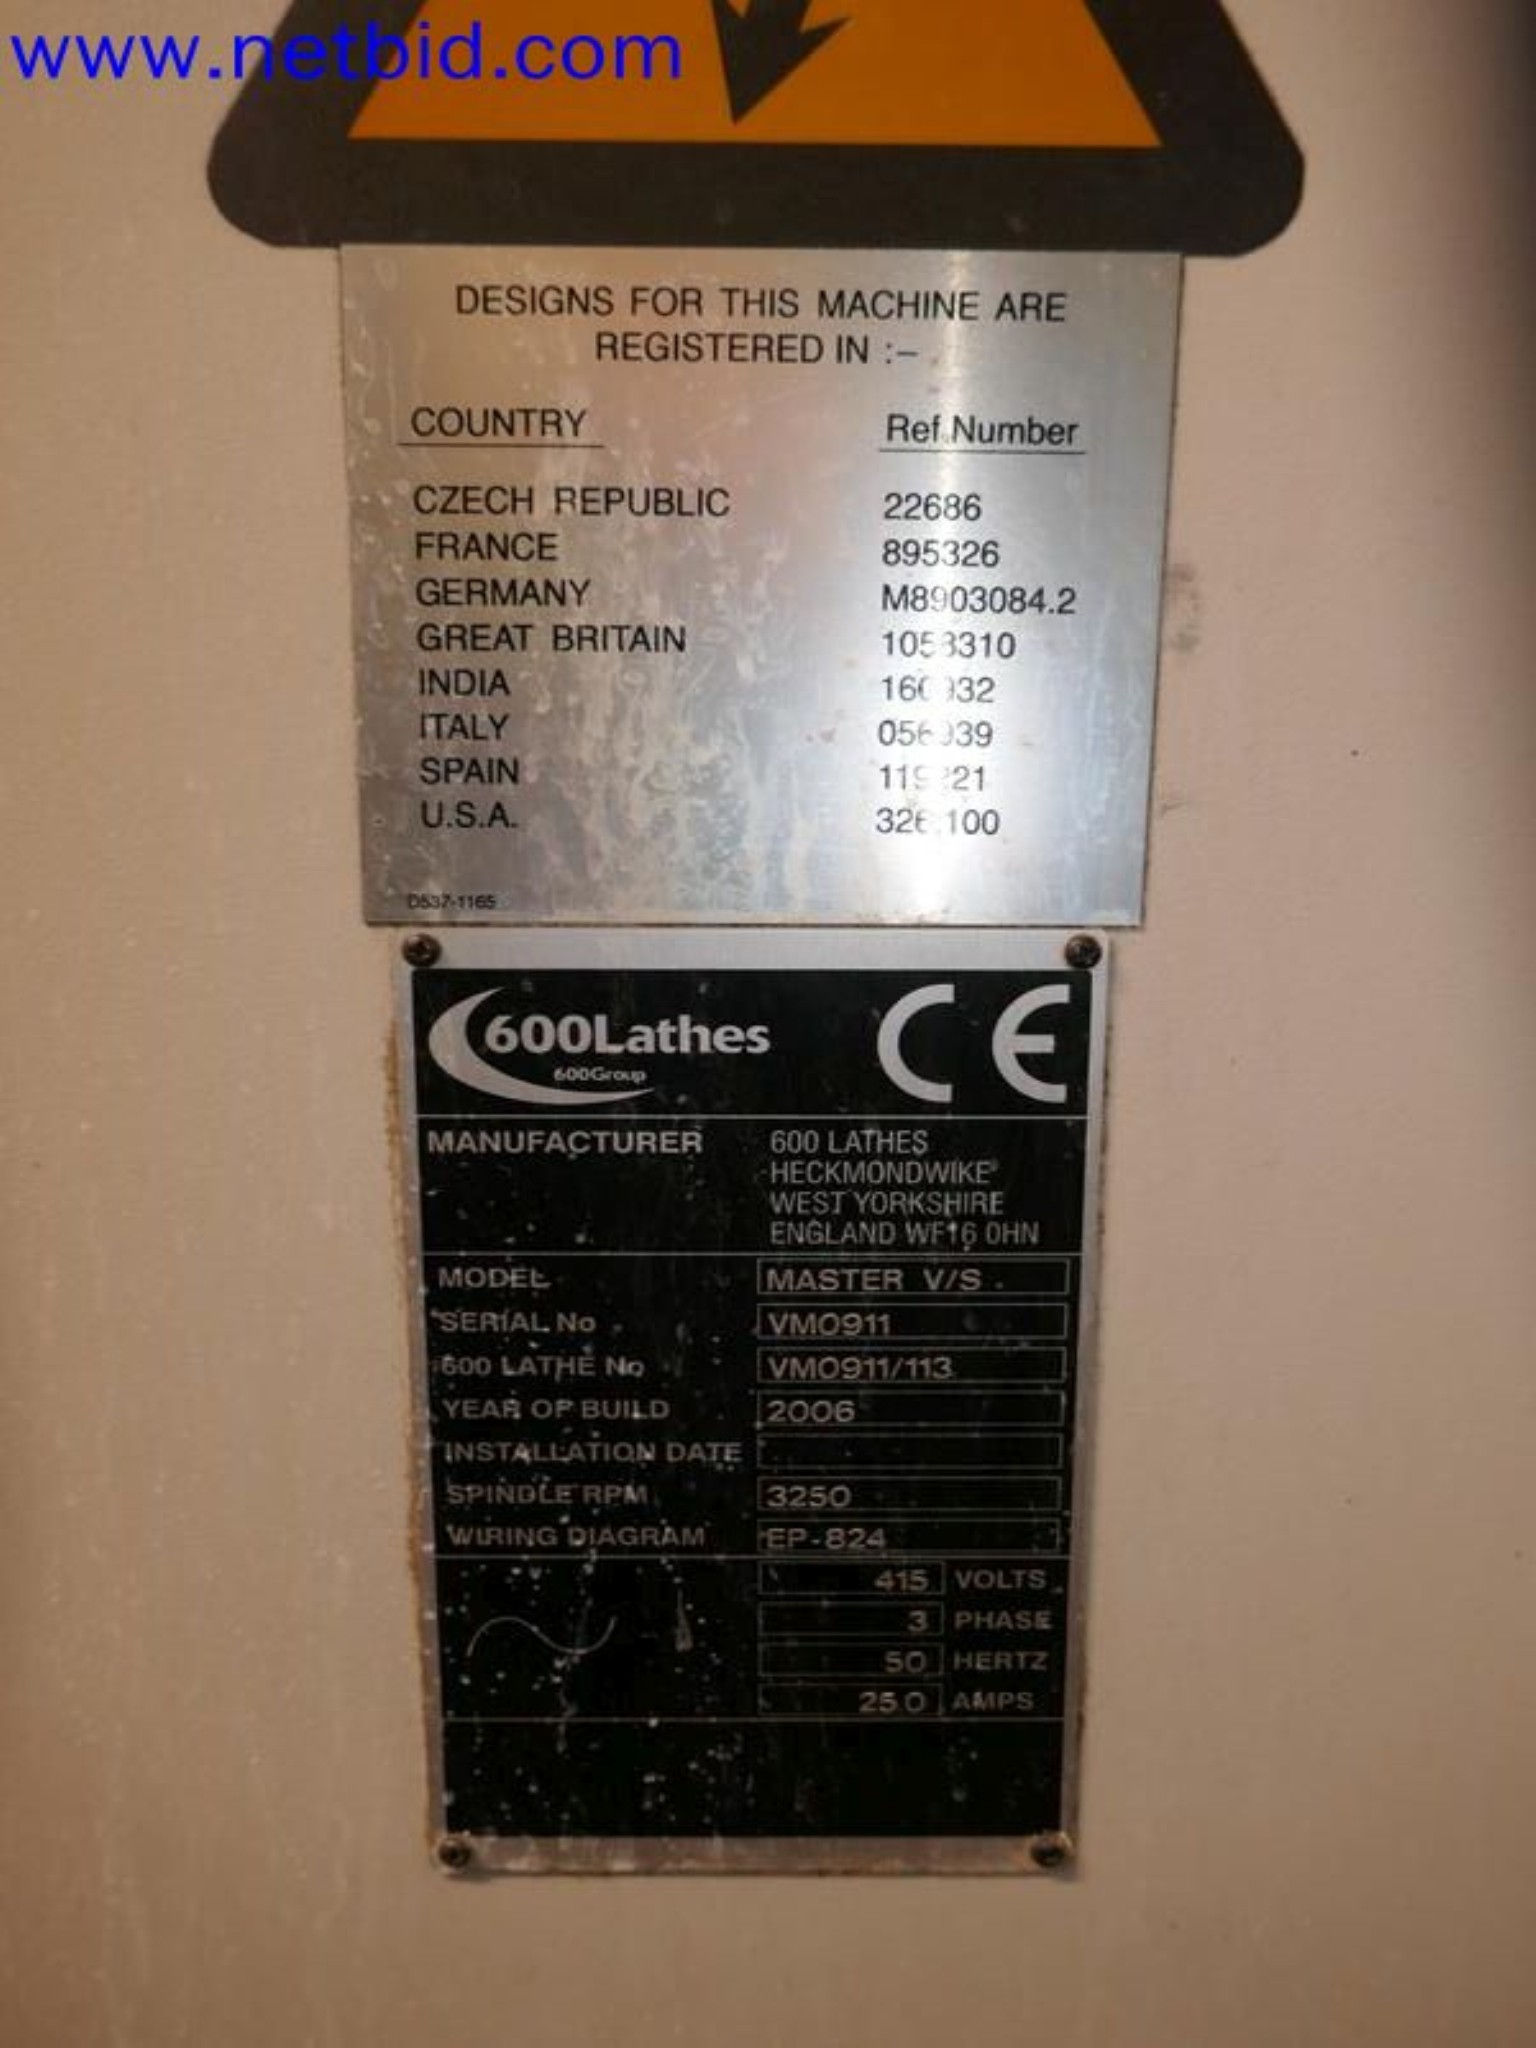 www.netbid.com
DESIGNS FOR THIS MACHINE ARE
REGISTERED IN :–
COUNTRY Ref.Number
CZECH REPUBLIC 22686
FRANCE 895326
GERMANY M8903084.2
GREAT BRITAIN
INDIA
ITALY
SPAIN
U.S.A.
D537-1165
600Lathes CE
600Group
MANUFACTURER 600 LATHES
HECKMONDWIKE
WEST YORKSHIRE
ENGLAND WF16 0HN
MODEL MASTER V/S
SERIAL No VM0911
600 LATHE No VM0911/113
YEAR OF BUILD 2006
INSTALLATION DATE
SPINDLE RPM 3250
WIRING DIAGRAM EP-824
415 VOLTS
3 PHASE
50 HERTZ
25.0 AMPS